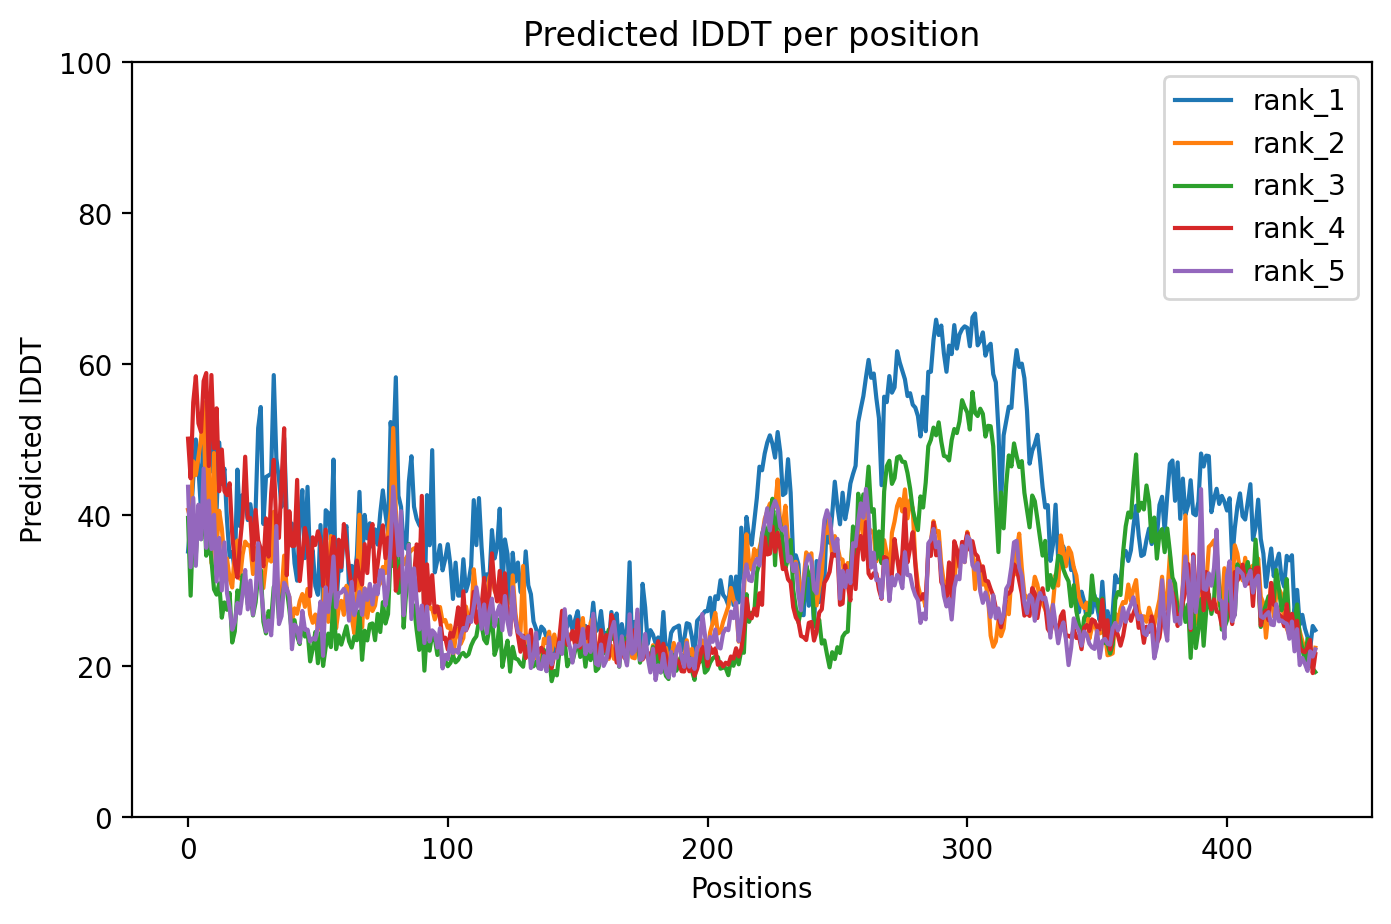 Predicted lDDT per position
Predicted lDDT
100
80
60
40
20
0
rank_1
rank_2
rank_3
rank_4
rank_5
0 100 200 300 400
Positions